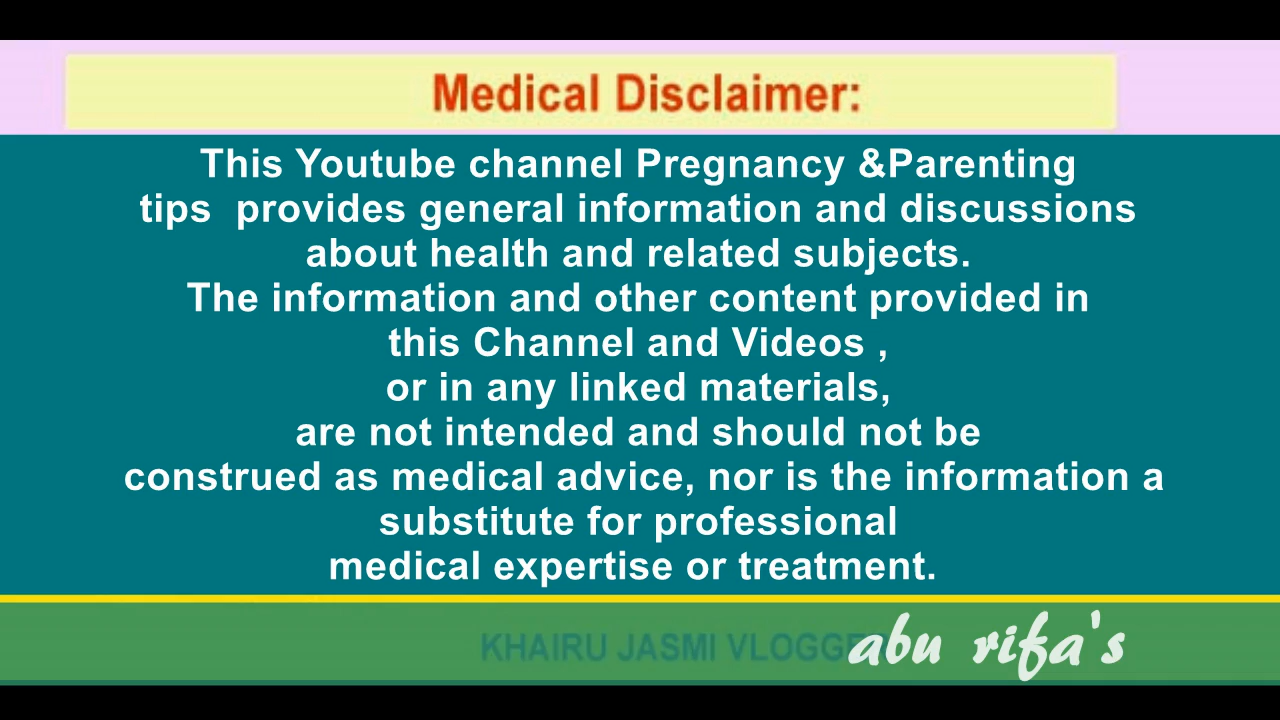 Medical Disclaimer:
This Youtube channel Pregnancy &Parenting
tips  provides general information and discussions
about health and related subjects.
The information and other content provided in
this Channel and Videos ,
or in any linked materials,
are not intended and should not be
construed as medical advice, nor is the information a
substitute for professional
medical expertise or treatment.
KHAIRU JASMI
abu rifa's